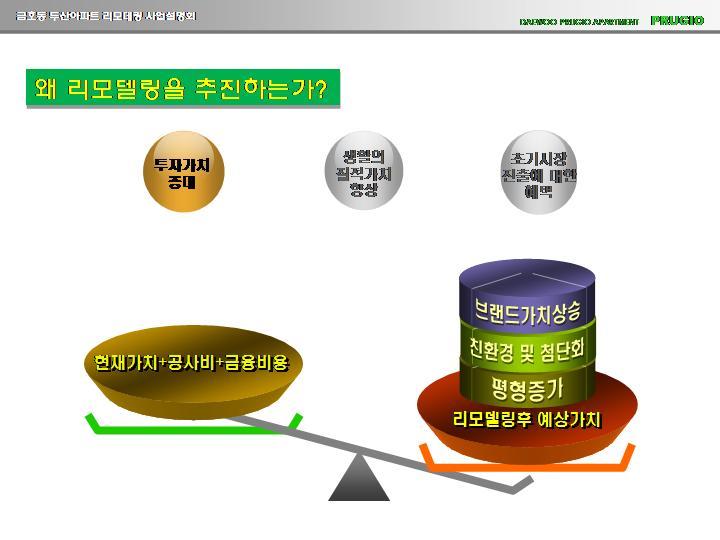 금호동 두산아파트 리모데링 사업설명회
DAEWOO PRUGIO APARTMENT PRUGIO
왜 리모델링을 추진하는가?
투자가치
증대
생활의
질적가치
향상
초기시장
진출에 대한
혜택
브랜드가치상승
친환경 및 첨단화
평형증가
현재가치+공사비+금융비용
리모델링후 예상가치